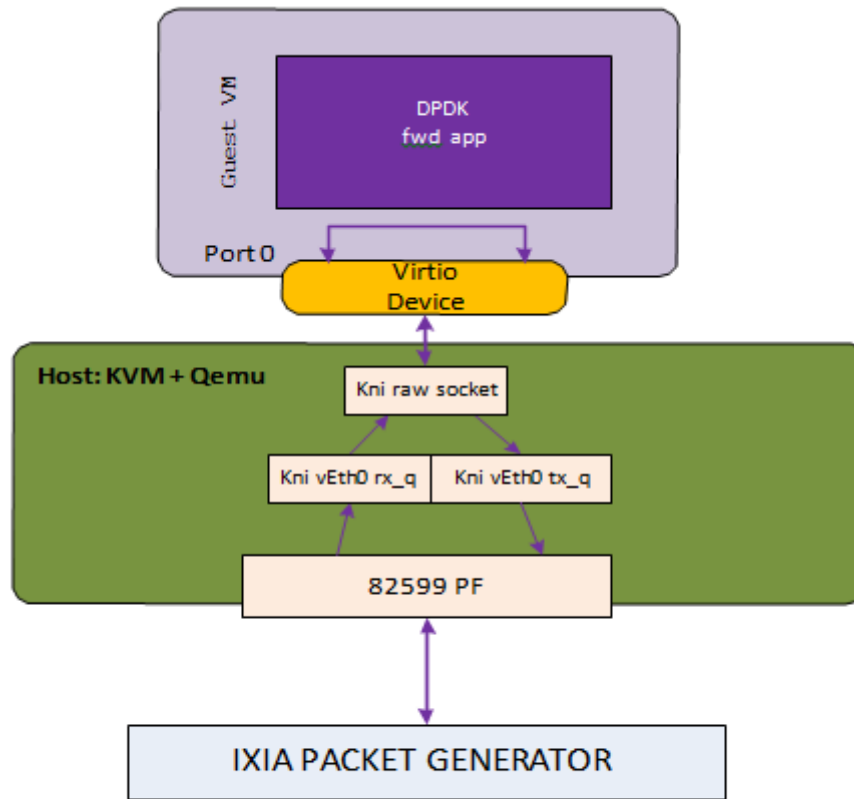 Guest VM
DPDK
fwd app
Port 0
Virtio
Device
Host: KVM + Qemu
Kni raw socket
Kni vEth0 rx_q
Kni vEth0 tx_q
82599 PF
IXIA PACKET GENERATOR